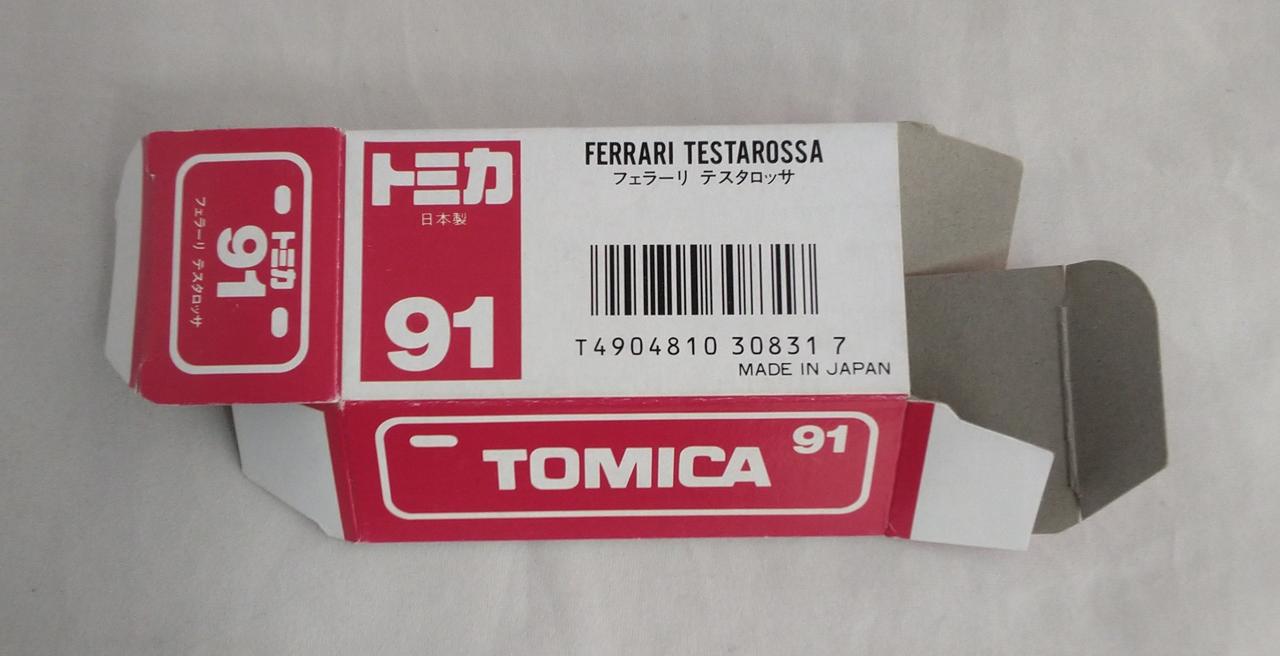 トミカ
91
フェラーリ テスタロッサ
トミカ
日本製
91
FERRARI TESTAROSSA
フェラーリ テスタロッサ
T4904810 30831 7
MADE IN JAPAN
TOMICA
91